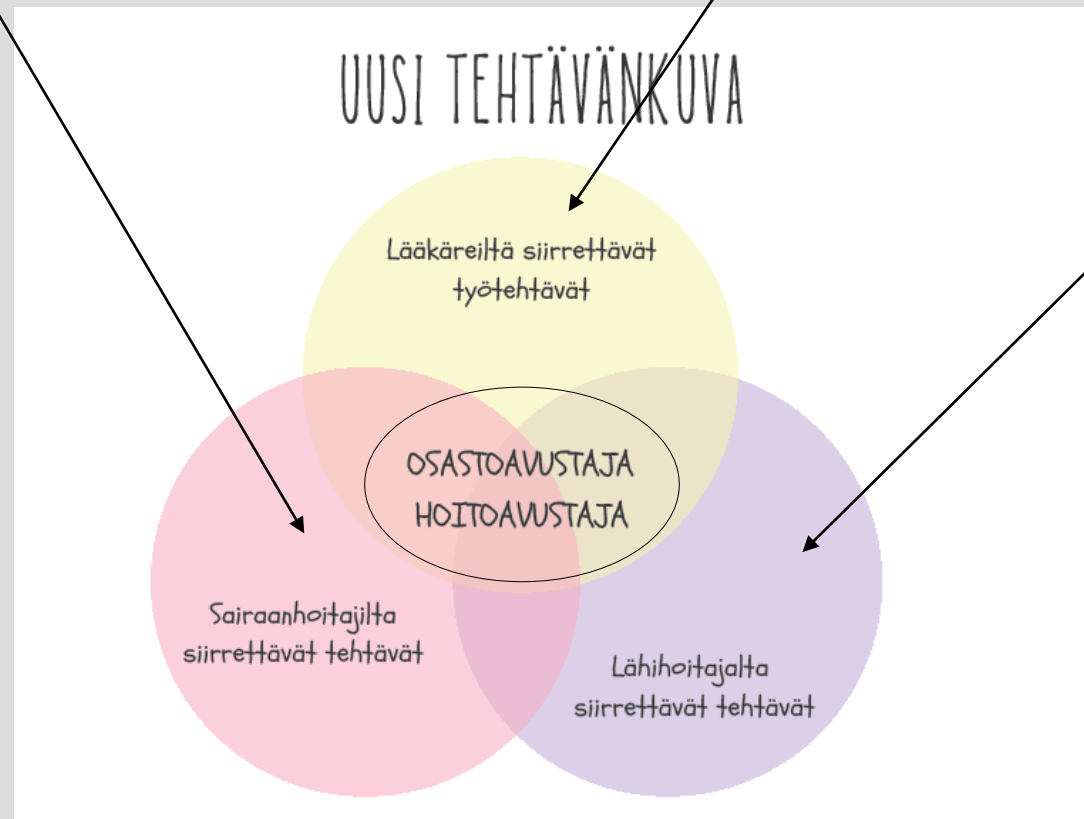 UUSI TEHTÄVÄNKUVA
Lääkäreiltä siirrettävät
työtehtävät
OSASTOAVUSTAJA
HOITOAVUSTAJA
Sairaanhoitajilta
siirrettävät tehtävät
Lähihoitajalta
siirrettävät tehtävät